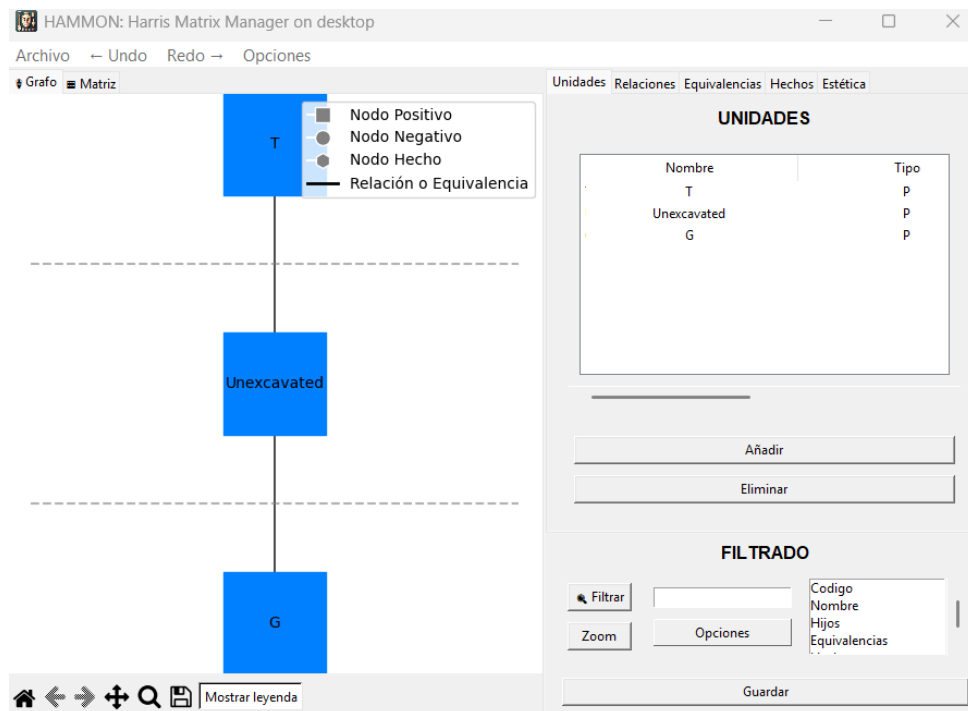 HAMMON: Harris Matrix Manager on desktop
Archivo ← Undo Redo → Opciones
Grafo Matriz
T
Nodo Positivo
Nodo Negativo
Nodo Hecho
Relación o Equivalencia
Unexcavated
G
Mostrar leyenda
Unidades Relaciones Equivalencias Hechos Estética
UNIDADES
Nombre Tipo
T P
Unexcavated P
G P
Añadir
Eliminar
FILTRADO
Filtrar
Zoom
Opciones
Codigo
Nombre
Hijos
Equivalencias
Guardar